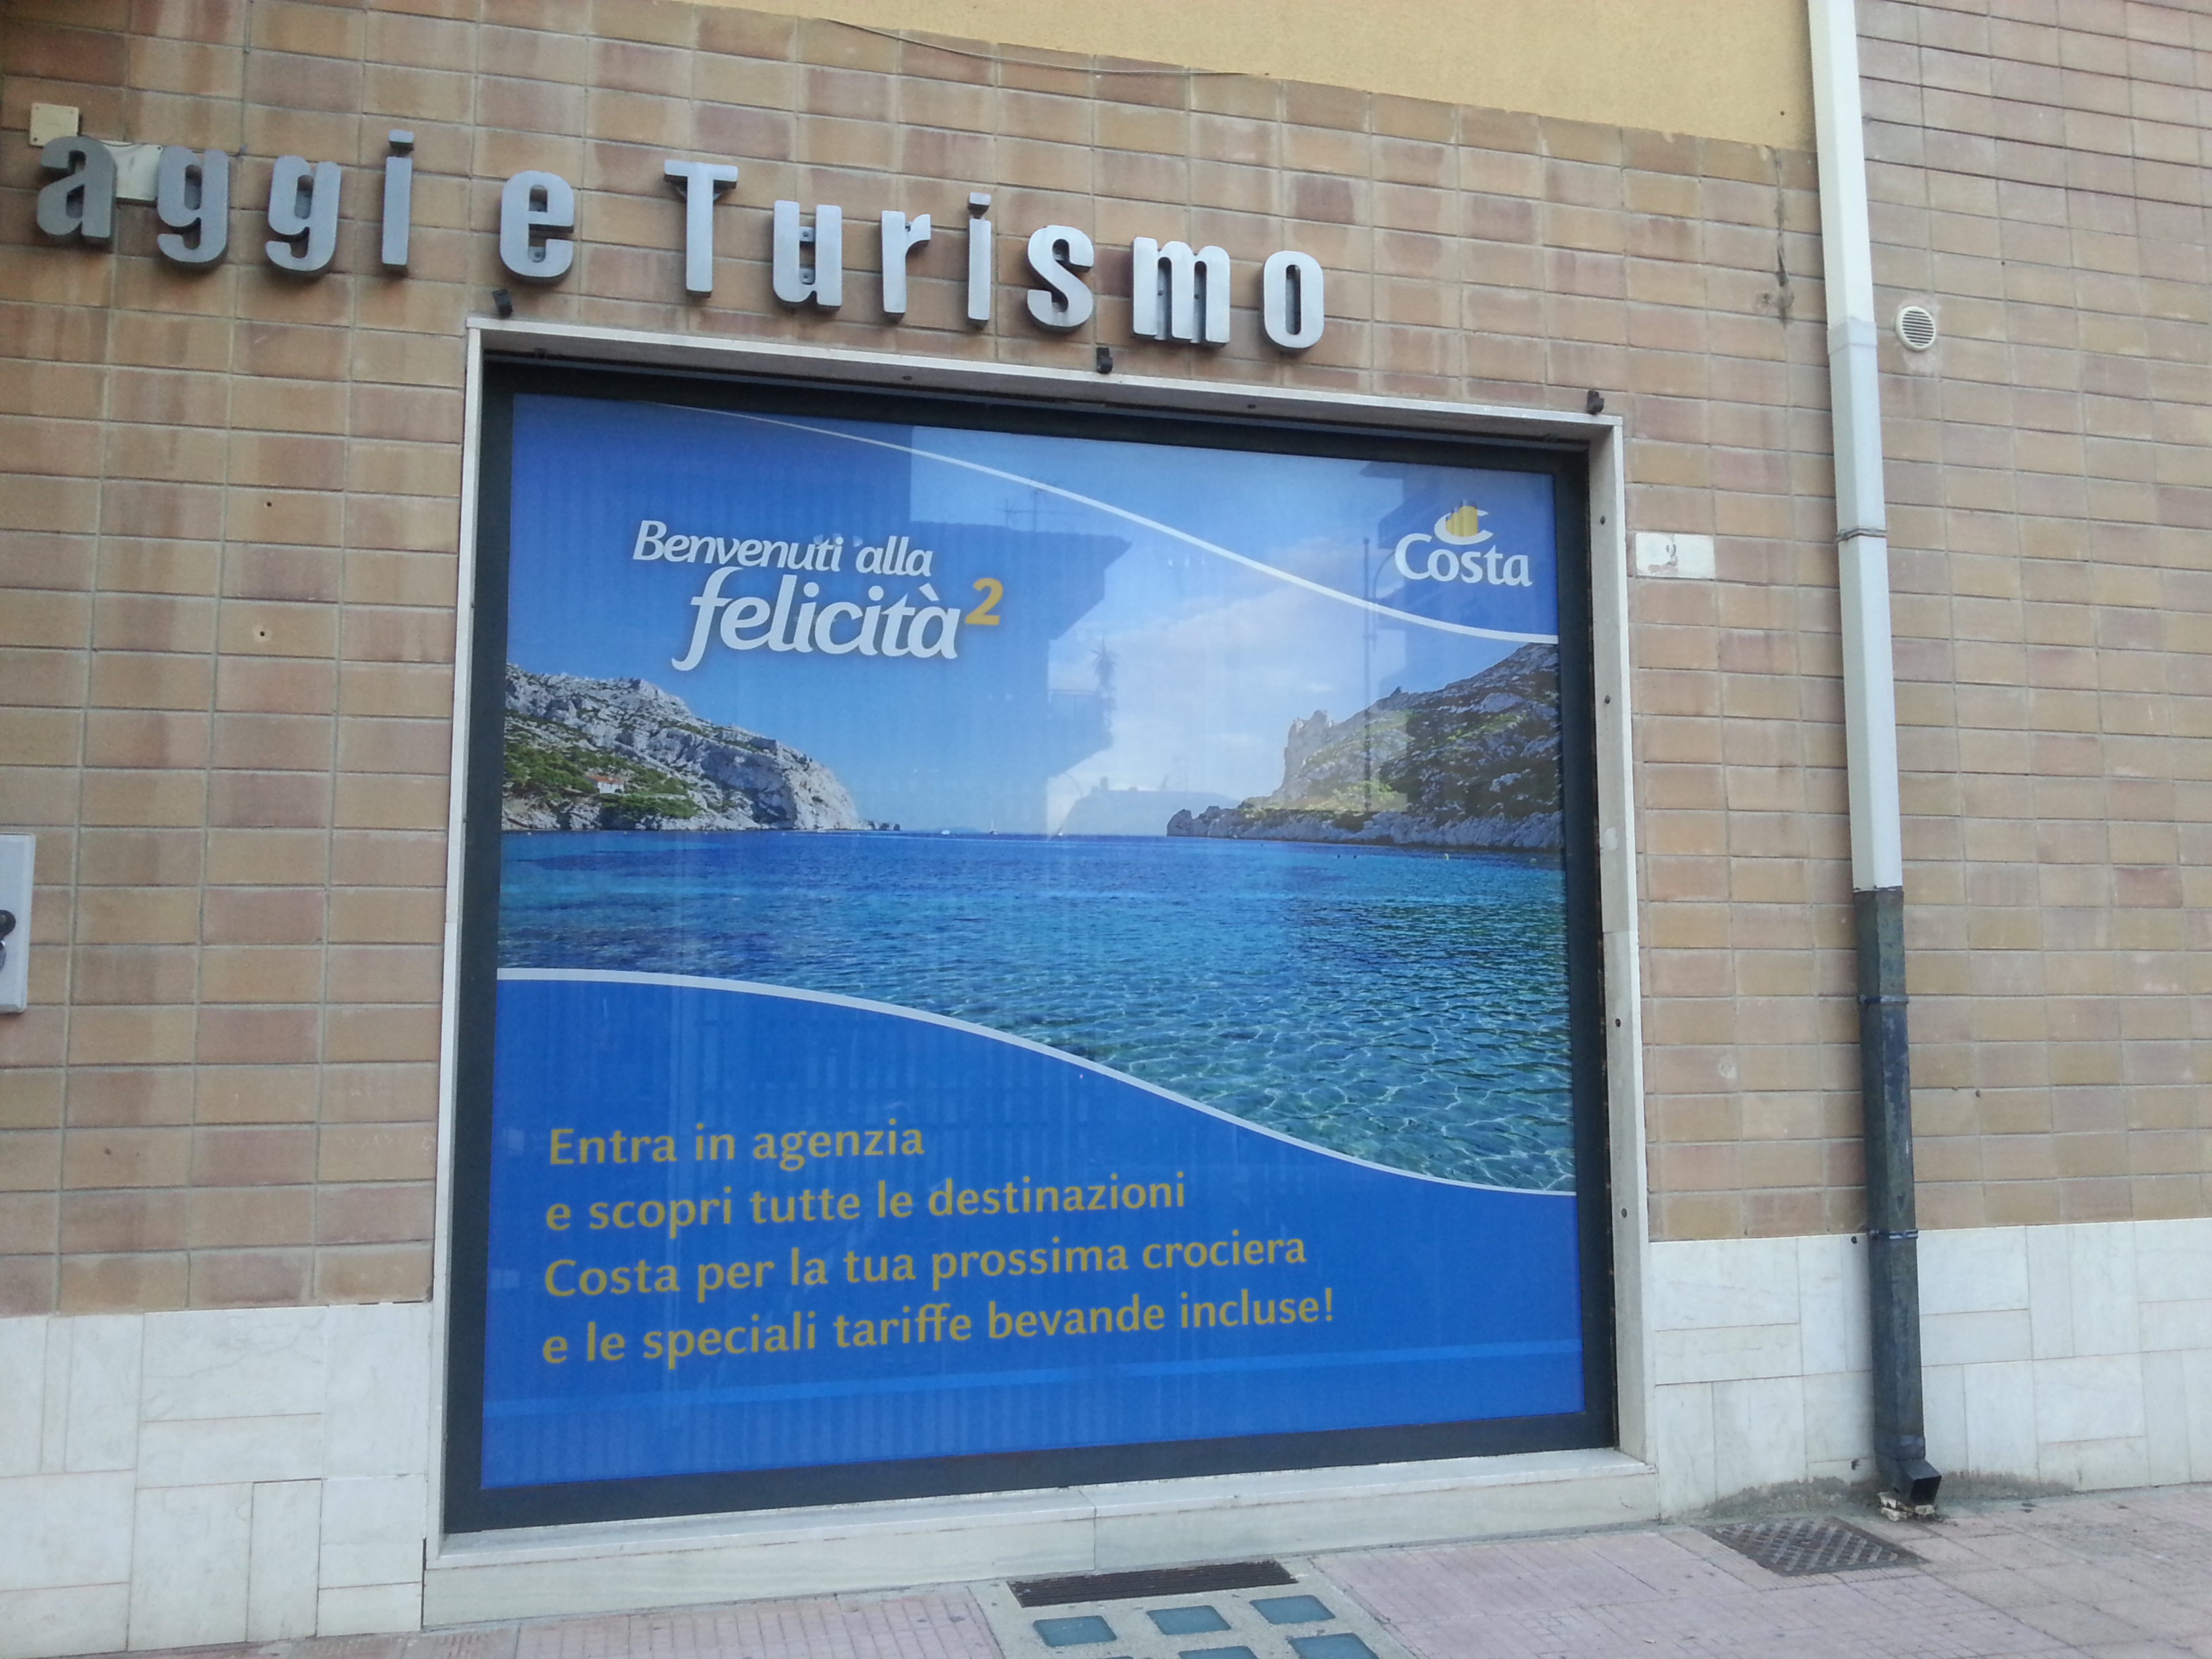 aggi e Turismo
Benvenuti alla
felicità²
Costa
Entra in agenzia
e scopri tutte le destinazioni
Costa per la tua prossima crociera
e le speciali tariffe bevande incluse!